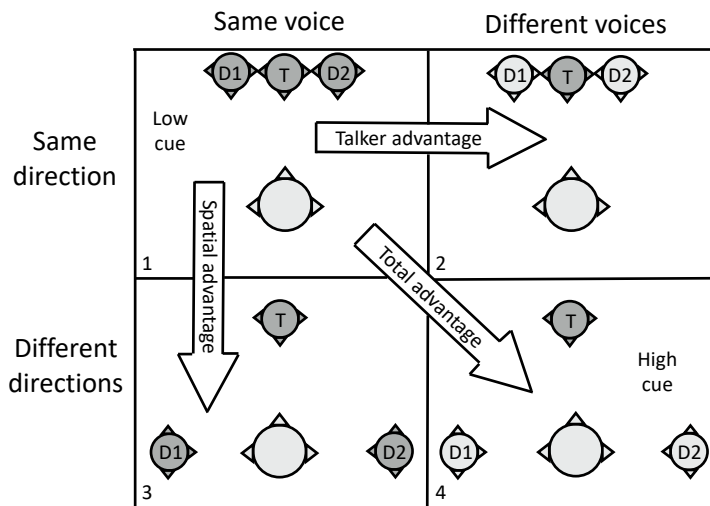 Same voice
Different voices
Same
direction
D1
T
D2
Low
cue
Talker advantage
D1
T
D2
1
2
Spatial advantage
Total advantage
Different
directions
T
D1
D2
3
T
High
cue
D1
D2
4